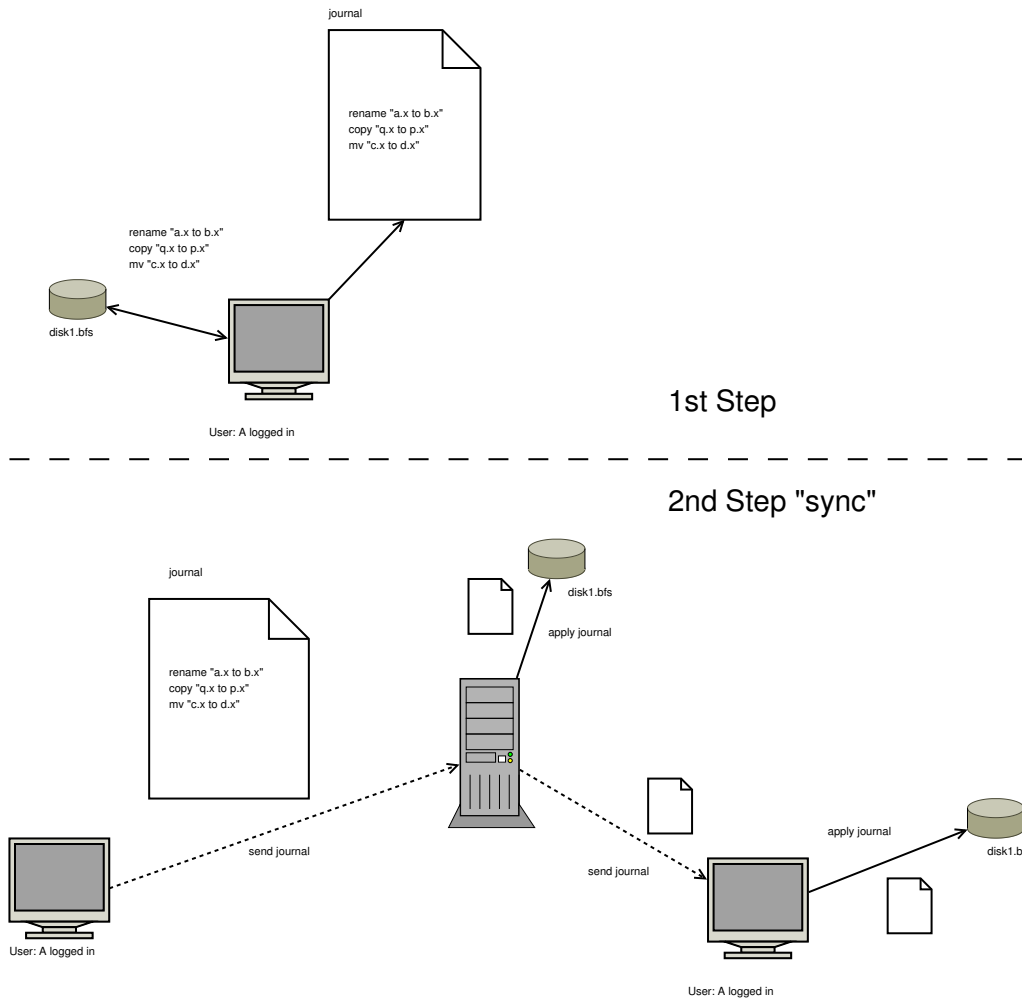 journal
rename "a.x to b.x"
copy "q.x to p.x"
mv "c.x to d.x"
rename "a.x to b.x"
copy "q.x to p.x"
mv "c.x to d.x"
disk1.bfs
User: A logged in
1st Step
2nd Step "sync"
journal
disk1.bfs
apply journal
rename "a.x to b.x"
copy "q.x to p.x"
mv "c.x to d.x"
send journal
apply journal
disk1.b
send journal
User: A logged in
User: A logged in